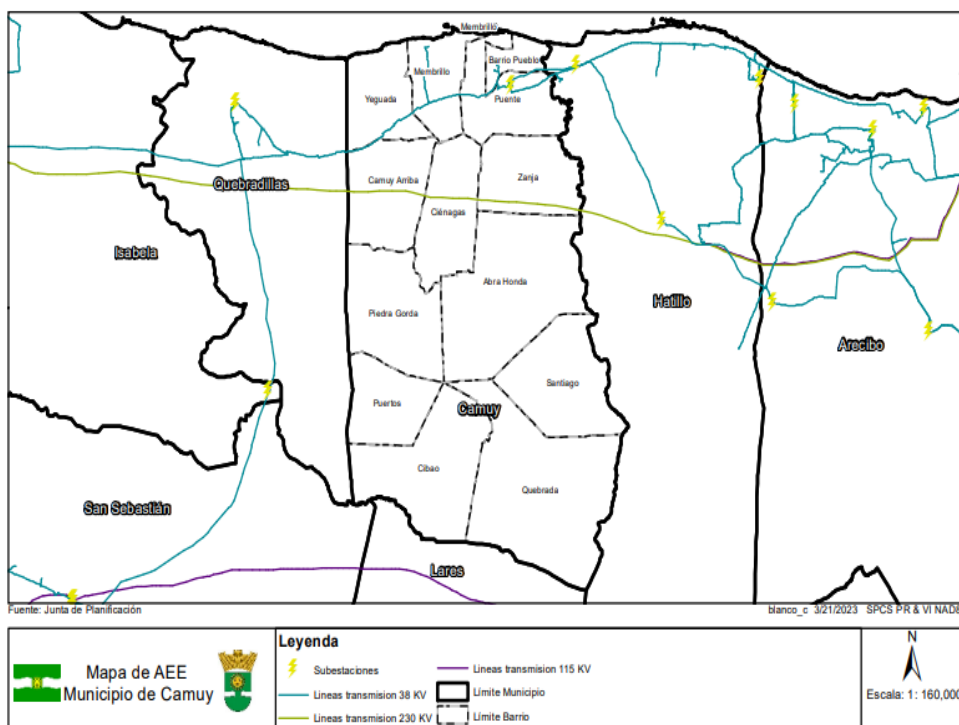 Membrillo
Barrio Pueblo
Membrillo
Yeguada
Puente
Camuy Arriba
Zanja
Quebradillas
Ciénagas
Isabela
Abra Honda
Hatillo
Piedra Gorda
Arecibo
Santiago
Puertos
Camuy
Cibao
Quebrada
San Sebastián
Lares
Fuente: Junta de Planificación
blanco_c 3/21/2023 SPCS PR & VI NAD8
Mapa de AEE
Municipio de Camuy
Leyenda
Subestaciones
Lineas transmision 38 KV
Lineas transmision 230 KV
Lineas transmision 115 KV
Límite Municipio
Límite Barrio
N
Escala: 1: 160,000